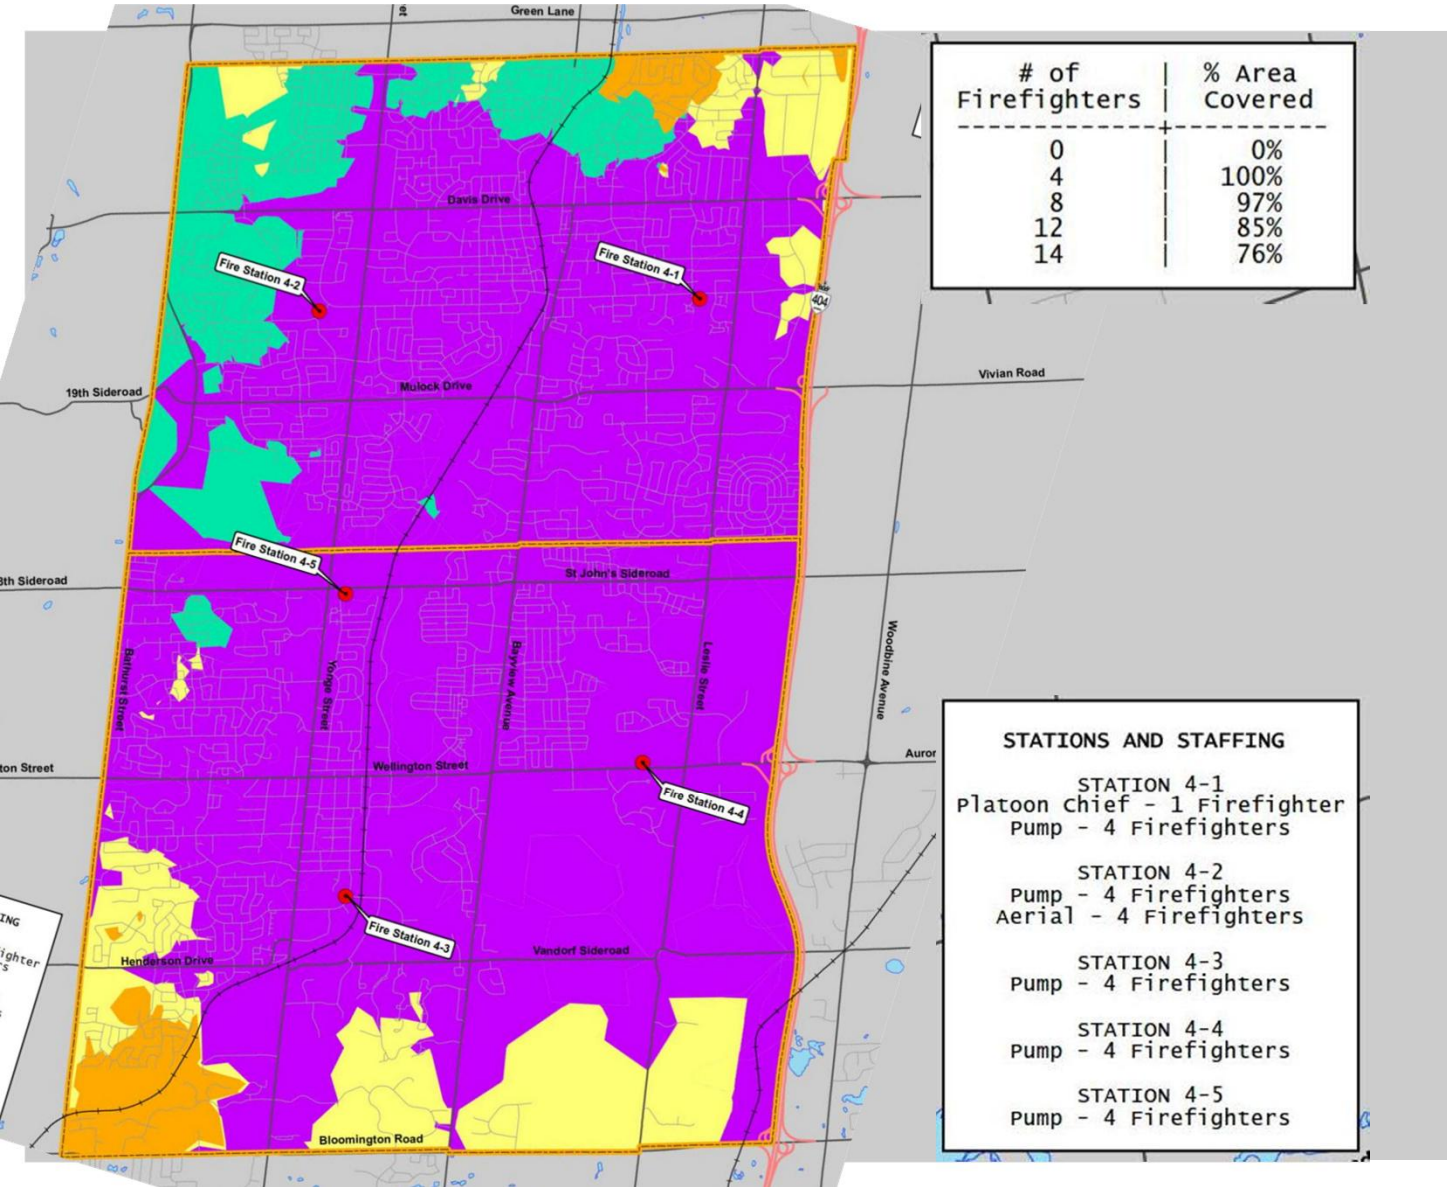 Green Lane
# of | % Area
Firefighters | Covered
0 | 0%
4 | 100%
8 | 97%
12 | 85%
14 | 76%
Davis Drive
Fire Station 4-2
Fire Station 4-1
404
19th Sideroad
Mulock Drive
Vivian Road
Fire Station 4-5
8th Sideroad
St John's Sideroad
Bathurst Street
Yonge Street
Bayview Avenue
Leslie Street
Woodbine Avenue
ton Street
Wellington Street
Auror
Fire Station 4-4
Fire Station 4-3
Henderson Drive
Vandorf Sideroad
Bloomington Road
ING
ighter
rs
STATIONS AND STAFFING
STATION 4-1
Platoon Chief - 1 Firefighter
Pump - 4 Firefighters
STATION 4-2
Pump - 4 Firefighters
Aerial - 4 Firefighters
STATION 4-3
Pump - 4 Firefighters
STATION 4-4
Pump - 4 Firefighters
STATION 4-5
Pump - 4 Firefighters